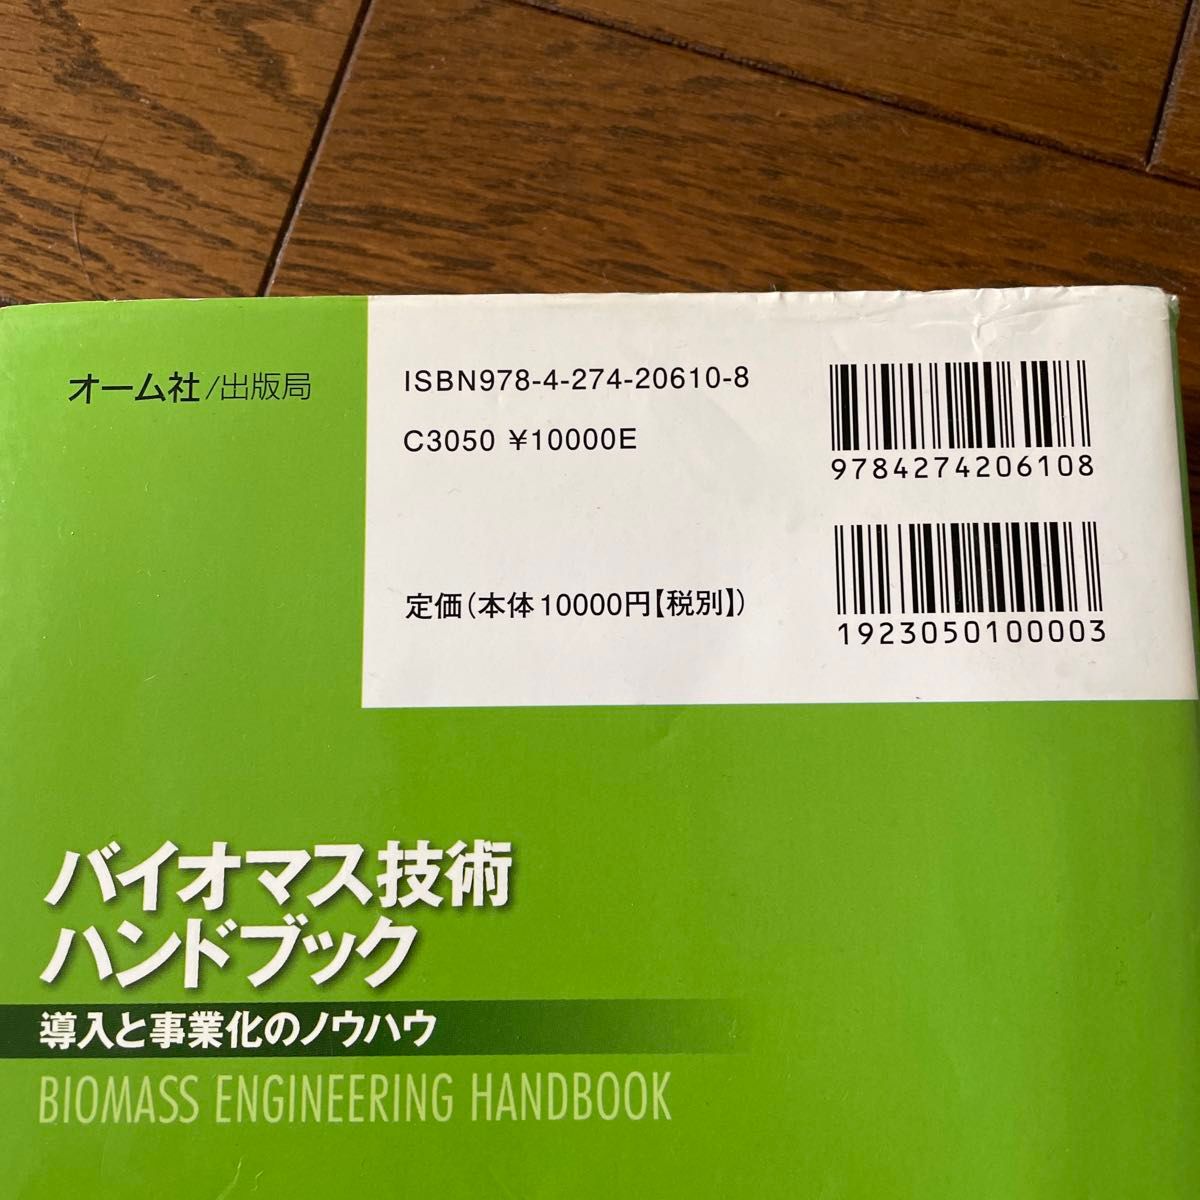 オーム社/出版局
ISBN978-4-274-20610-8
C3050 ¥10000E
定価(本体10000円【税別】)
9784274206108
1923050100003
バイオマス技術
ハンドブック
導入と事業化のノウハウ
BIOMASS ENGINEERING HANDBOOK